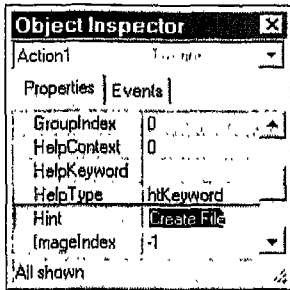 Object Inspector
Action1
Properties Events
GroupIndex 0
HelpContext 0
HelpKeyword
HelpType htKeyword
Hint Create File
ImageIndex -1
All shown